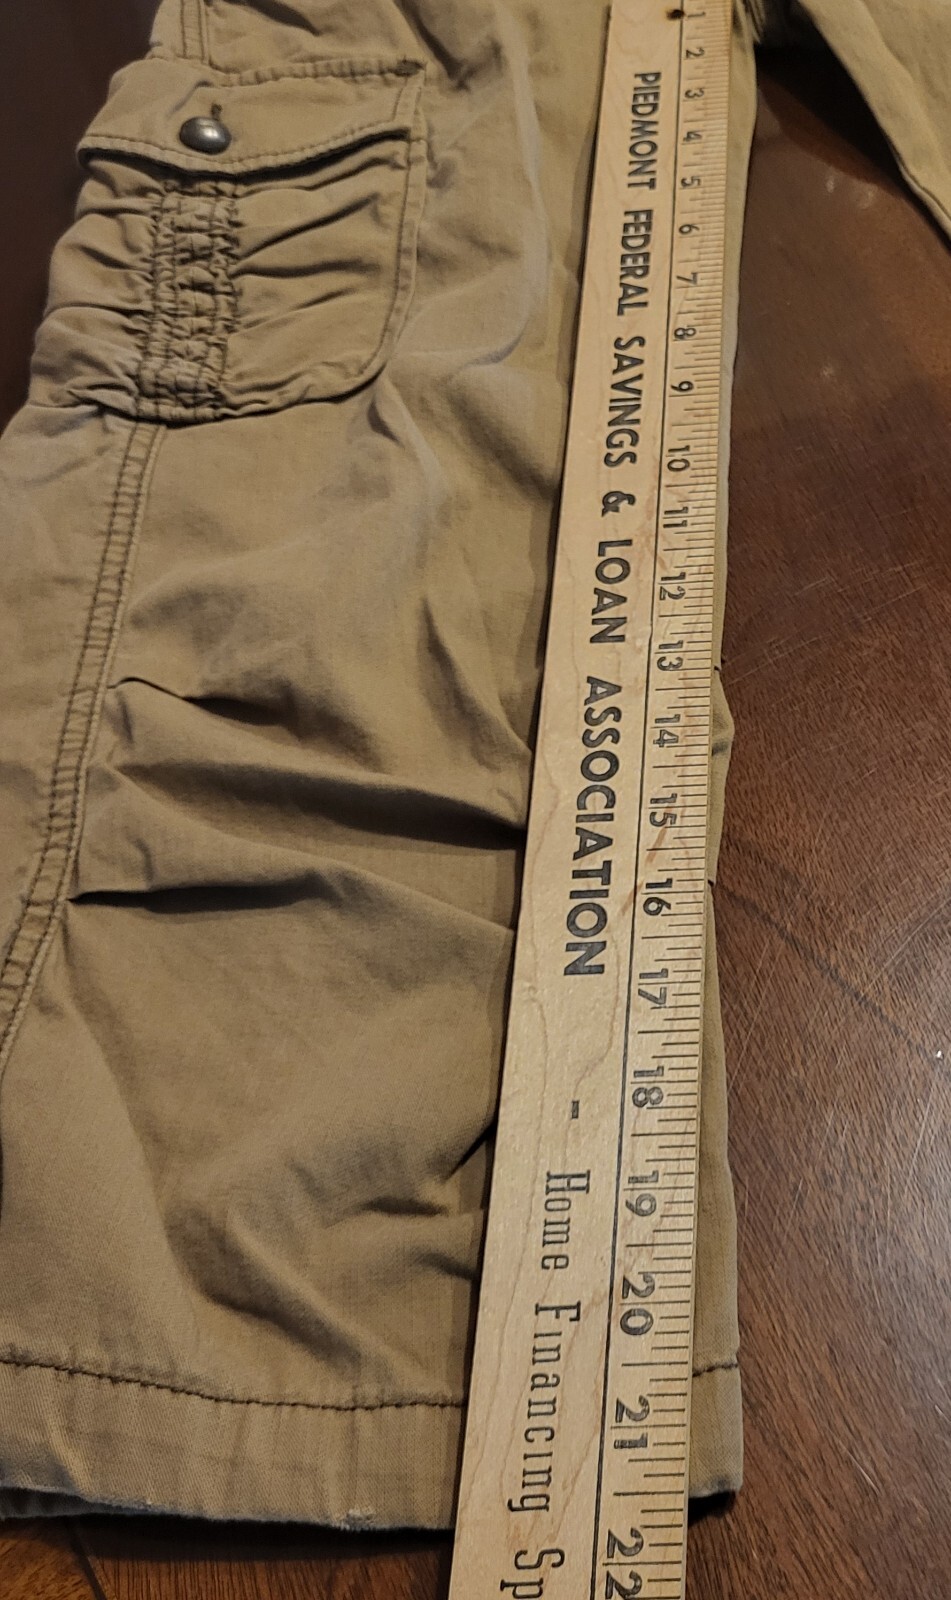 PIEDMONT FEDERAL SAVINGS & LOAN ASSOCIATION - Home Financing Sp
1 2 3 4 5 6 7 8 9 10 11 12 13 14 15 16 17 18 19 20 21 22